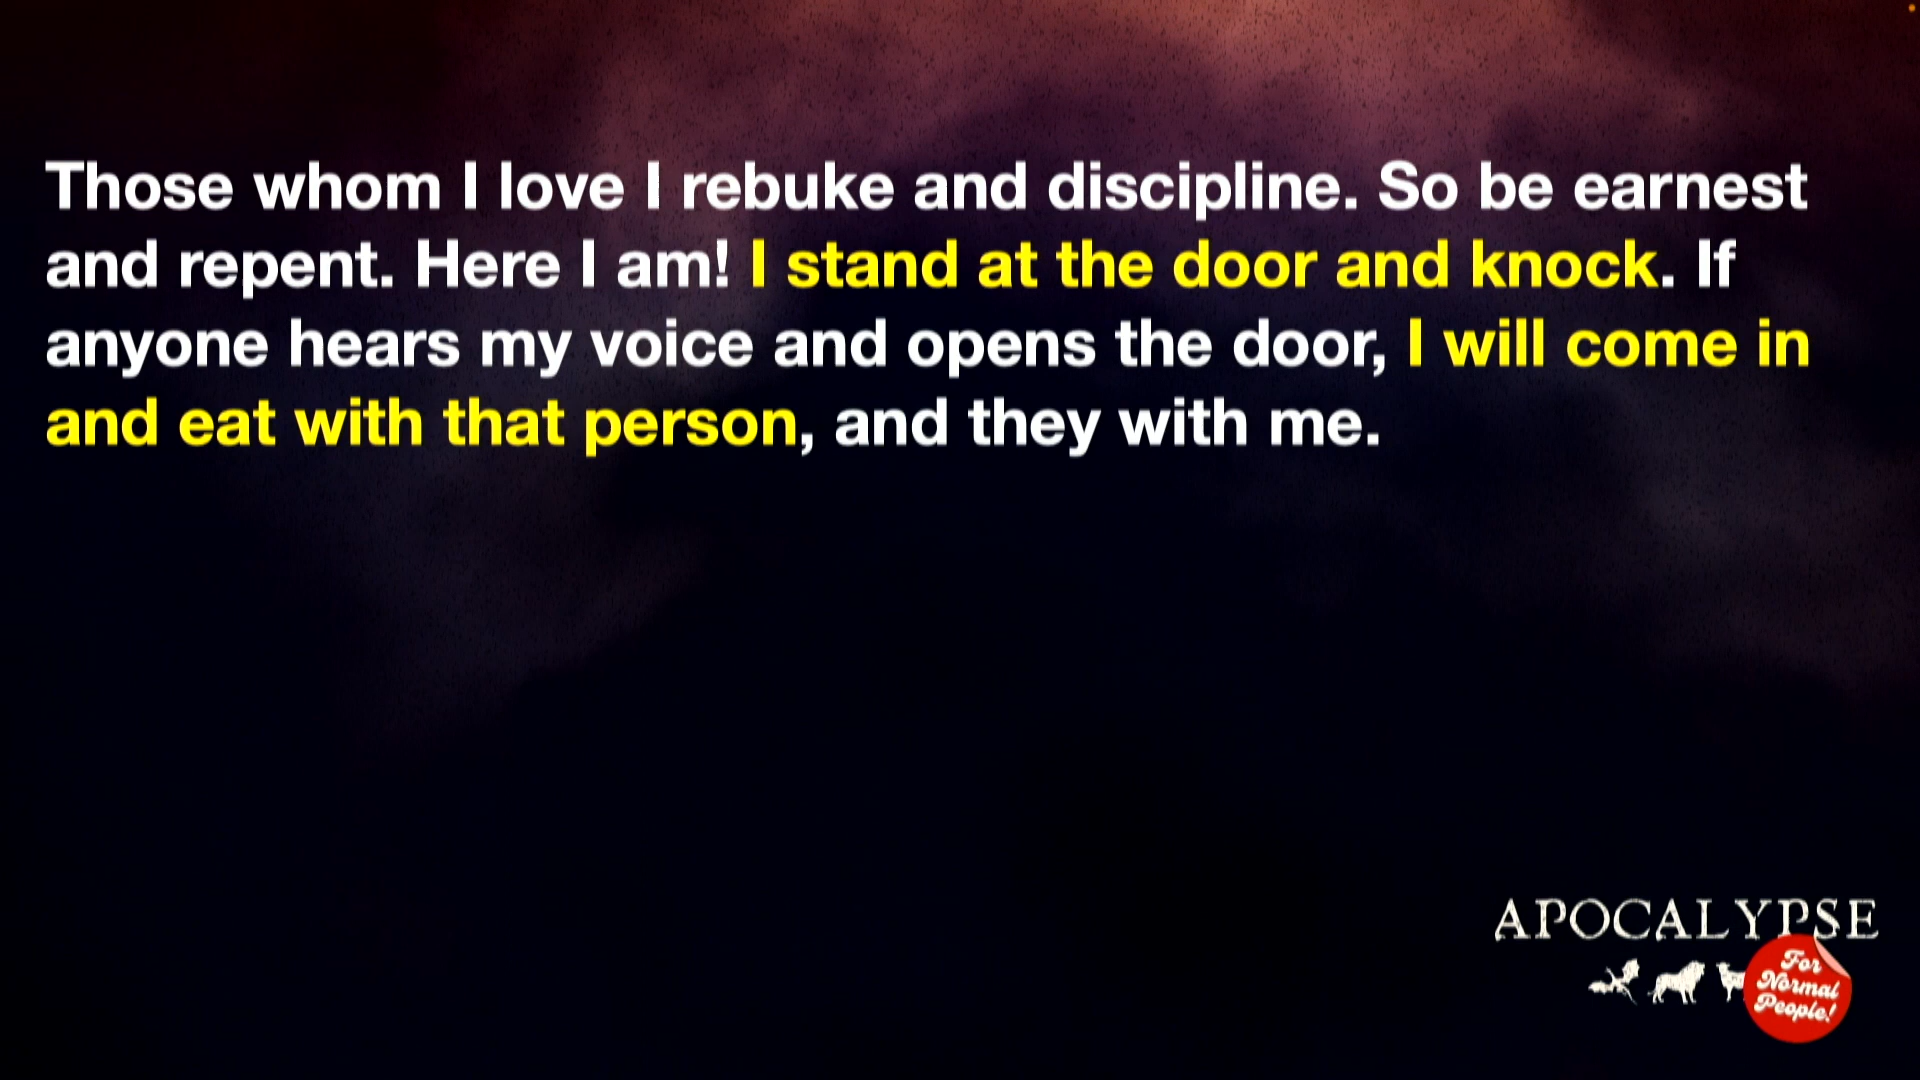 Those whom I love I rebuke and discipline. So be earnest
and repent. Here I am! I stand at the door and knock. If
anyone hears my voice and opens the door, I will come in
and eat with that person, and they with me.
APOCALYPSE
For
Normal
People!